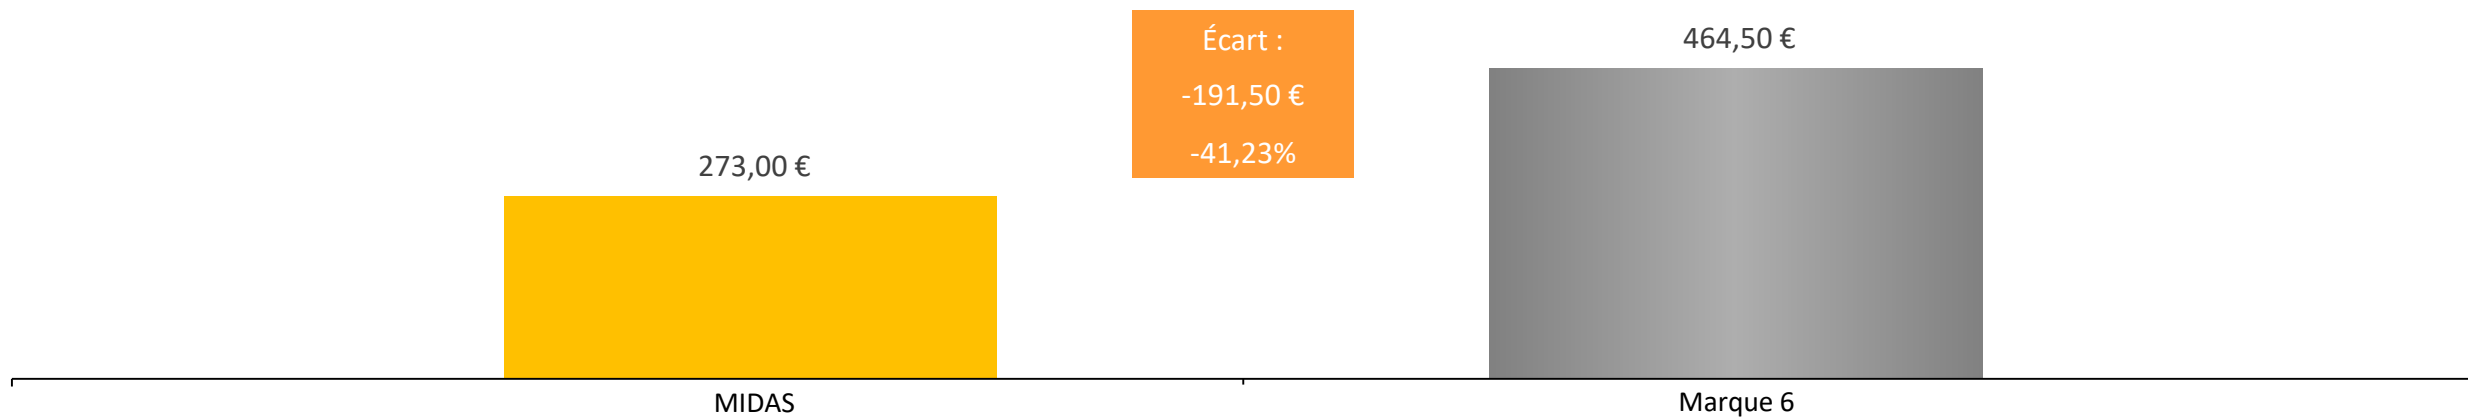 Écart :
-191,50 €
-41,23%
464,50 €
273,00 €
MIDAS
Marque 6